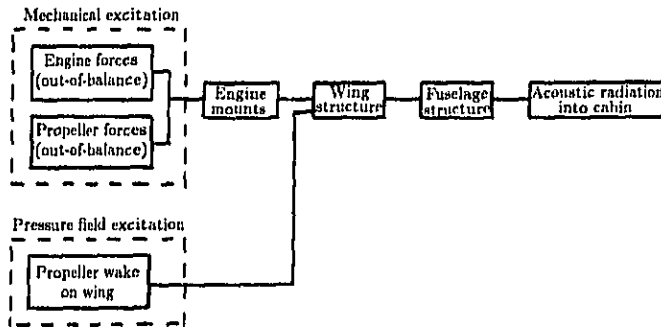 Mechanical excitation
Engine forces
(out-of-balance)
Propeller forces
(out-of-balance)
Engine
mounts
Wing
structure
Fuselage
structure
Acoustic radiation
into cabin
Pressure field excitation
Propeller wake
on wing